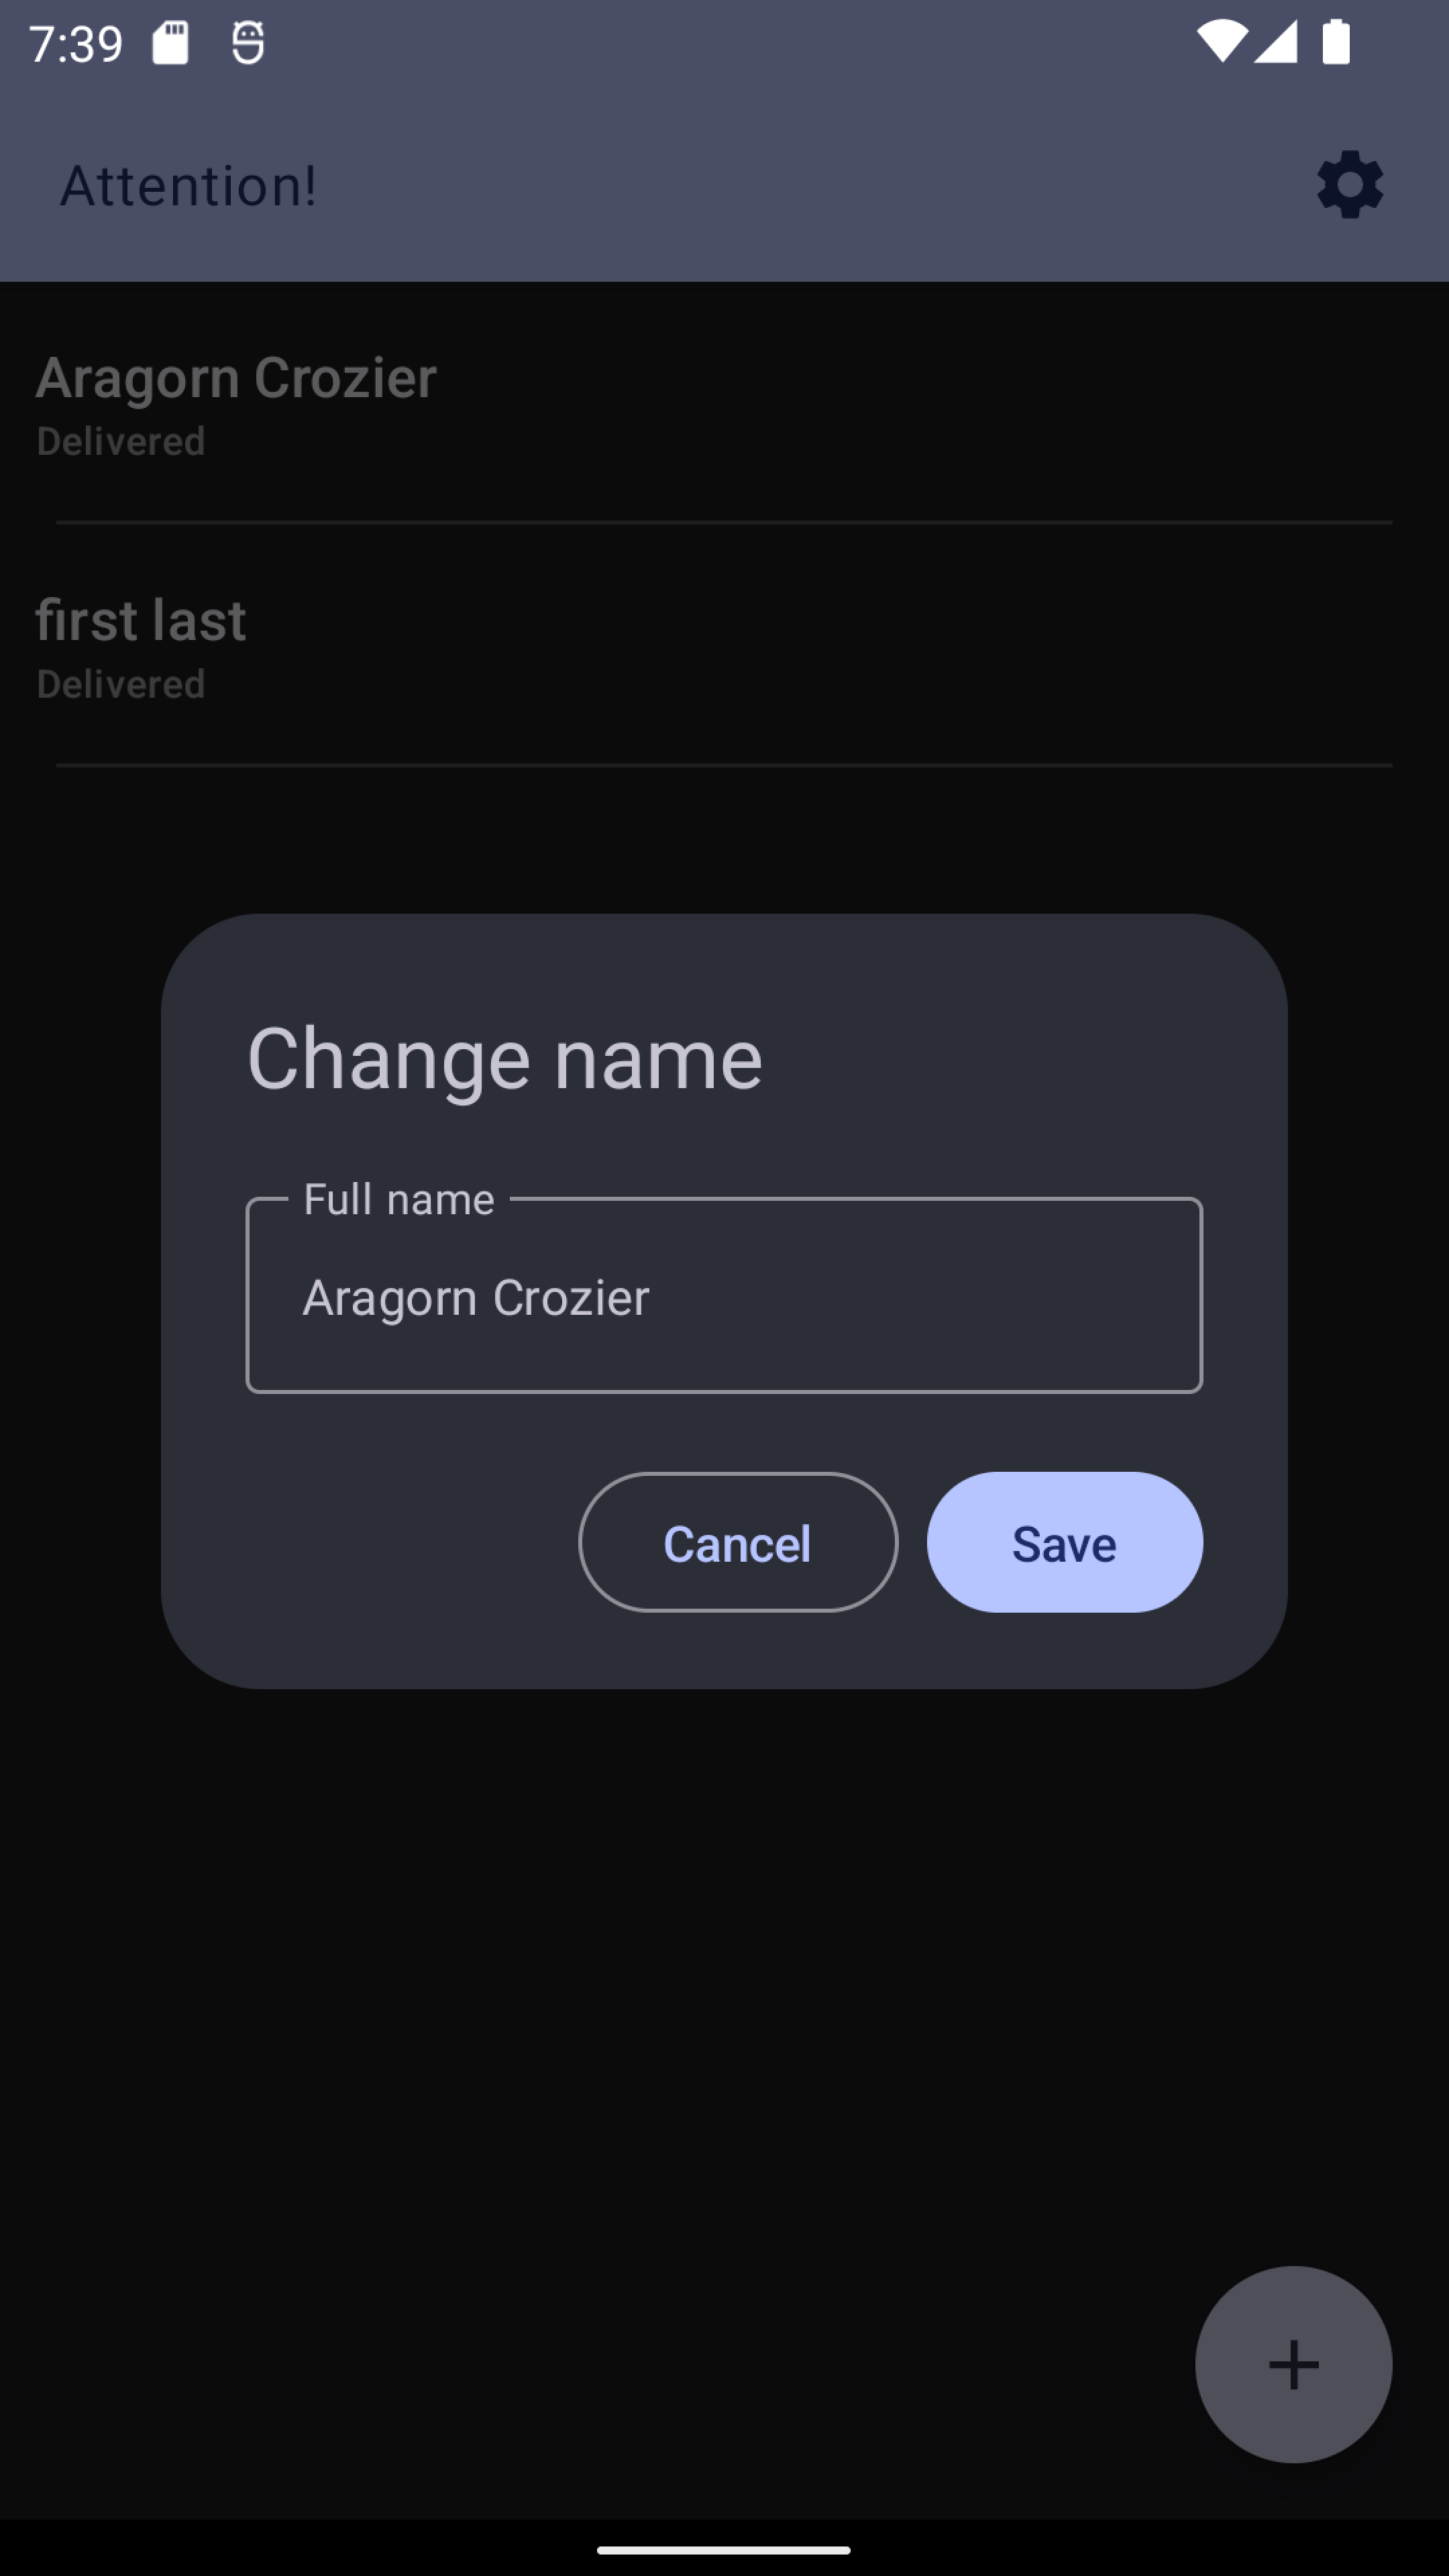 7:39
Attention!
Aragorn Crozier
Delivered
first last
Delivered
Change name
Full name
Aragorn Crozier
Cancel
Save